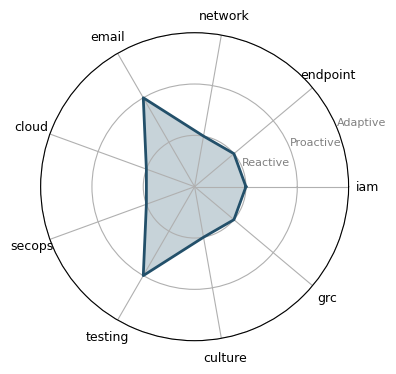 network
email
endpoint
Adaptive
cloud
Proactive
Reactive
iam
secops
grc
testing
culture